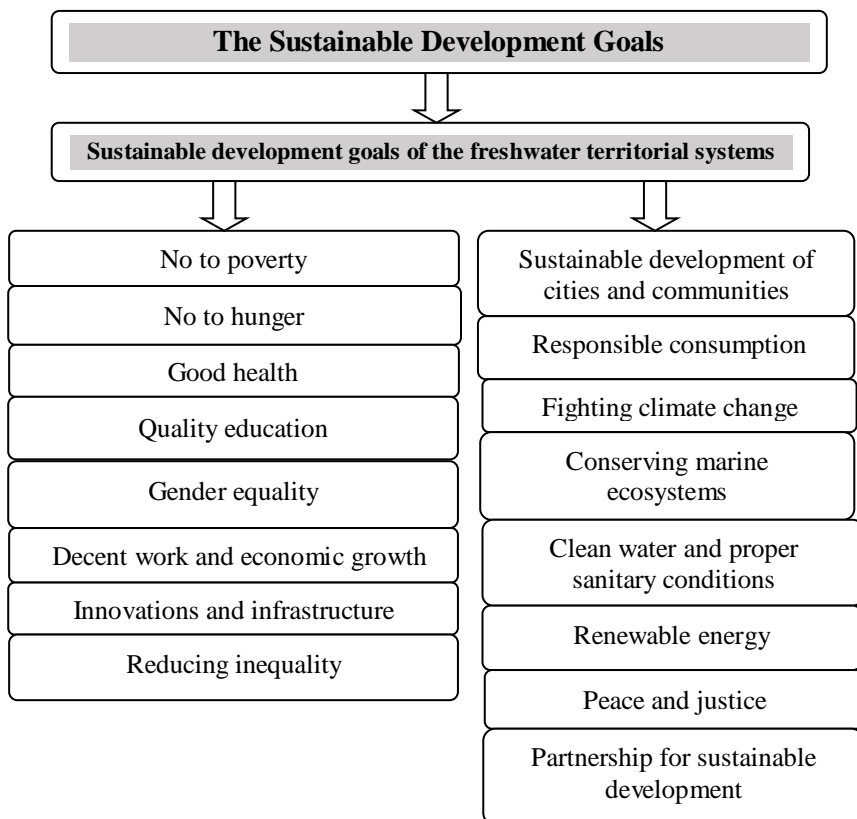 The Sustainable Development Goals
Sustainable development goals of the freshwater territorial systems
No to poverty
No to hunger
Good health
Quality education
Gender equality
Decent work and economic growth
Innovations and infrastructure
Reducing inequality
Sustainable development of
cities and communities
Responsible consumption
Fighting climate change
Conserving marine
ecosystems
Clean water and proper
sanitary conditions
Renewable energy
Peace and justice
Partnership for sustainable
development